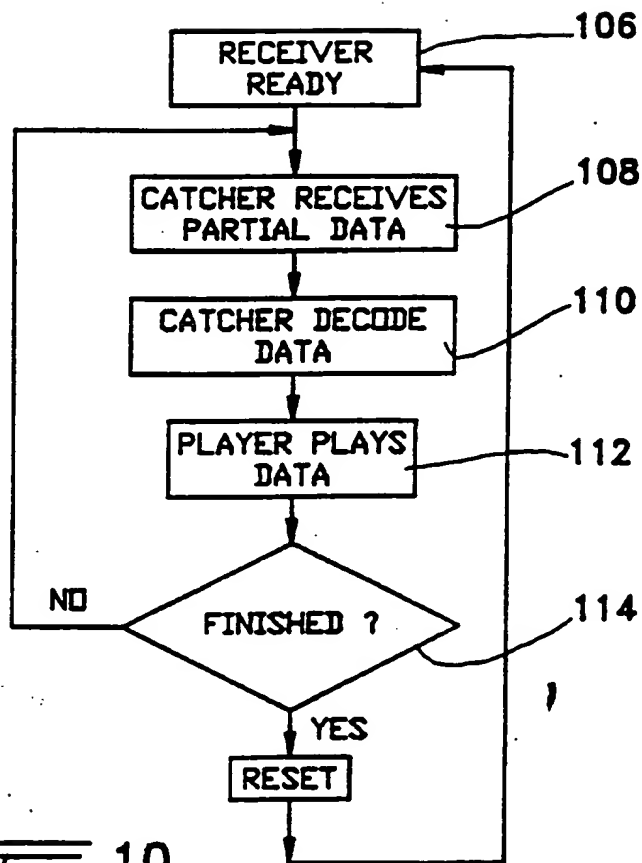 106
RECEIVER
READY
108
CATCHER RECEIVES
PARTIAL DATA
110
CATCHER DECODE
DATA
112
PLAYER PLAYS
DATA
114
FINISHED ?
NO
YES
RESET
10